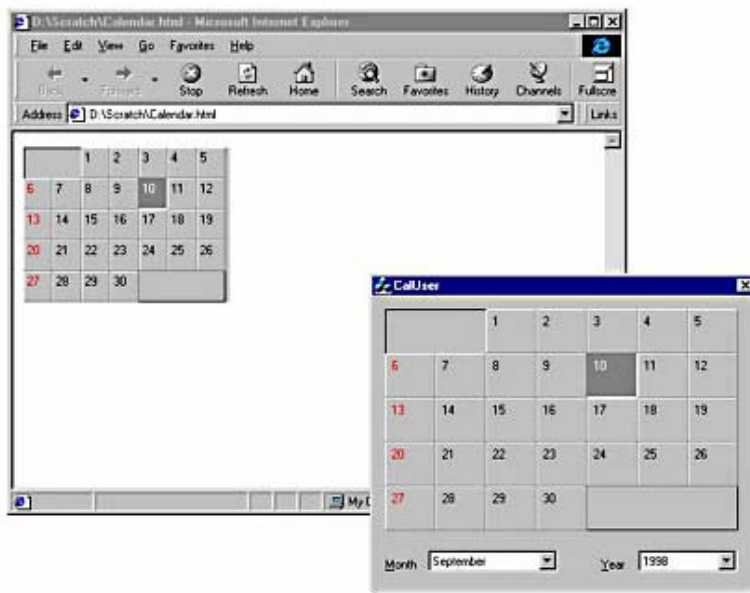 D:\Scratch\Calendar.html - Microsoft Internet Explorer
File Edit View Go Favorites Help
Back Forward Stop Refresh Home Search Favorites History Channels Fullscre
Address D:\Scratch\Calendar.html Links
1 2 3 4 5
6 7 8 9 10 11 12
13 14 15 16 17 18 19
20 21 22 23 24 25 26
27 28 29 30
My
CalUser
1 2 3 4 5
6 7 8 9 10 11 12
13 14 15 16 17 18 19
20 21 22 23 24 25 26
27 28 29 30
Month September Year 1998